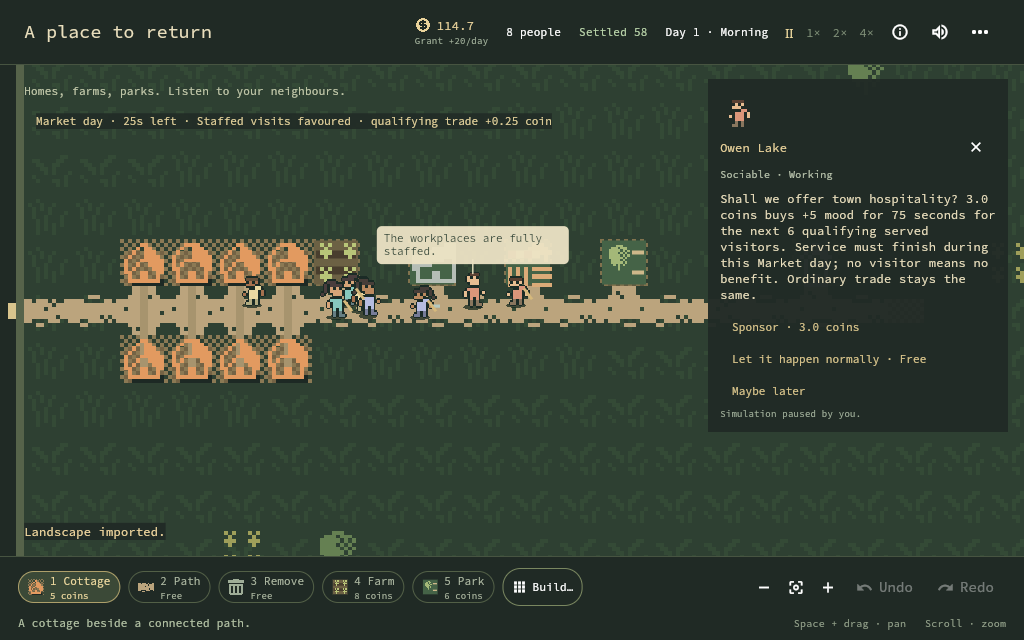 A place to return
114.7
Grant +20/day
8 people
Settled 58
Day 1 · Morning
1×
2×
4×
Homes, farms, parks. Listen to your neighbours.
Market day · 25s left · Staffed visits favoured · qualifying trade +0.25 coin
The workplaces are fully
staffed.
Owen Lake
Sociable · Working
Shall we offer town hospitality? 3.0
coins buys +5 mood for 75 seconds for
the next 6 qualifying served
visitors. Service must finish during
this Market day; no visitor means no
benefit. Ordinary trade stays the
same.
Sponsor · 3.0 coins
Let it happen normally · Free
Maybe later
Simulation paused by you.
Landscape imported.
1 Cottage
5 coins
2 Path
Free
3 Remove
Free
4 Farm
8 coins
5 Park
6 coins
Build…
Undo
Redo
A cottage beside a connected path.
Space + drag · pan
Scroll · zoom